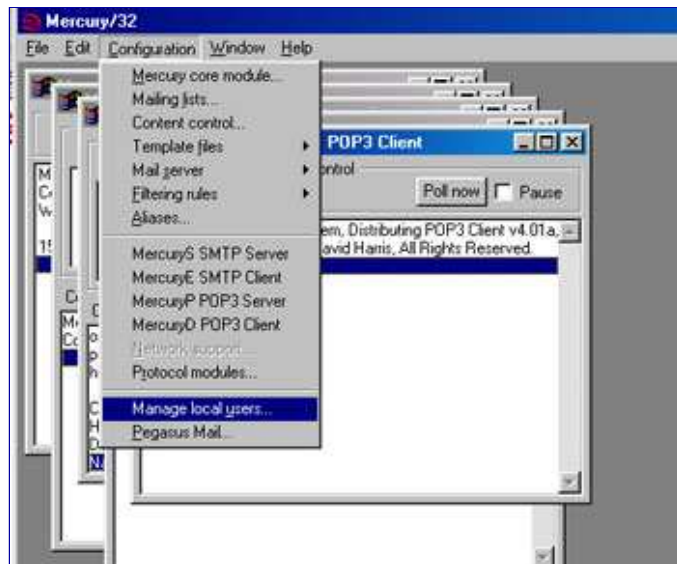 Mercury/32
File Edit Configuration Window Help
Mercury core module...
Mailing lists...
Content control...
Template files
Mail server
Filtering rules
Aliases...
MercuryS SMTP Server
MercuryE SMTP Client
MercuryP POP3 Server
MercuryD POP3 Client
Network support...
Protocol modules...
Manage local users...
Pegasus Mail...
POP3 Client
Poll now Pause
em, Distributing POP3 Client v4.01a,
avid Harris, All Rights Reserved.